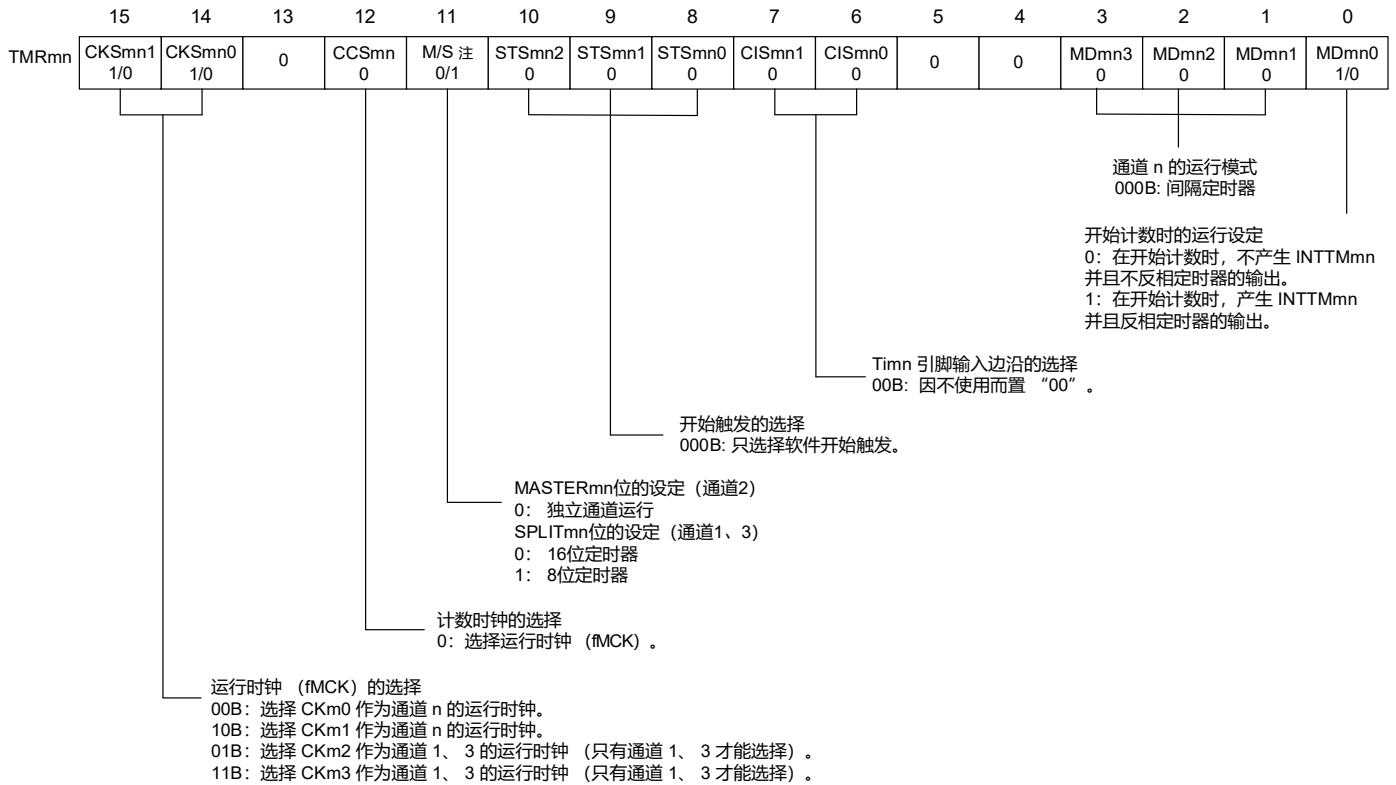 15 14 13 12 11 10 9 8 7 6 5 4 3 2 1 0
TMRmn CKSmn1 CKSmn0 0 CCSmn M/S 注 STSmn2 STSmn1 STSmn0 CISmn1 CISmn0 0 0 MDmn3 MDmn2 MDmn1 MDmn0
1/0 1/0 0 0/1 0 0 0 0 0 0 0 0 1/0
通道 n 的运行模式
000B: 间隔定时器
开始计数时的运行设定
0：在开始计数时，不产生 INTTMmn
并且不反相定时器的输出。
1：在开始计数时，产生 INTTMmn
并且反相定时器的输出。
Timn 引脚输入边沿的选择
00B：因不使用而置 “00”。
开始触发的选择
000B: 只选择软件开始触发。
MASTERmn位的设定（通道2）
0： 独立通道运行
SPLITmn位的设定（通道1、3）
0： 16位定时器
1： 8位定时器
计数时钟的选择
0：选择运行时钟 （fMCK）。
运行时钟 （fMCK）的选择
00B：选择 CKm0 作为通道 n 的运行时钟。
10B：选择 CKm1 作为通道 n 的运行时钟。
01B：选择 CKm2 作为通道 1、 3 的运行时钟 （只有通道 1、 3 才能选择）。
11B：选择 CKm3 作为通道 1、 3 的运行时钟 （只有通道 1、 3 才能选择）。